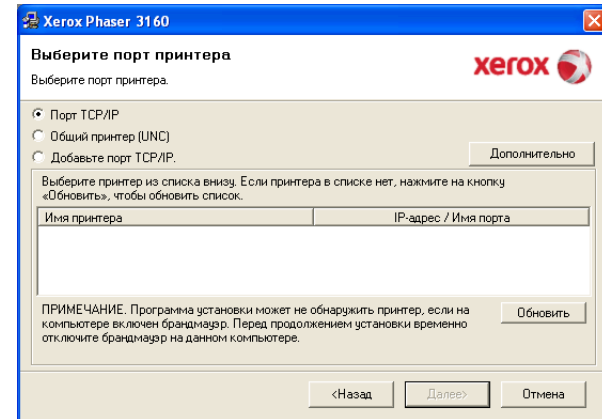 Xerox Phaser 3160
Выберите порт принтера
Выберите порт принтера.
xerox
Порт TCP/IP
Общий принтер (UNC)
Добавьте порт TCP/IP.
Дополнительно
Выберите принтер из списка внизу. Если принтера в списке нет, нажмите на кнопку
«Обновить», чтобы обновить список.
Имя принтера IP-адрес / Имя порта
ПРИМЕЧАНИЕ. Программа установки может не обнаружить принтер, если на
компьютере включен брандмауэр. Перед продолжением установки временно
отключите брандмауэр на данном компьютере.
Обновить
<Назад Далее> Отмена